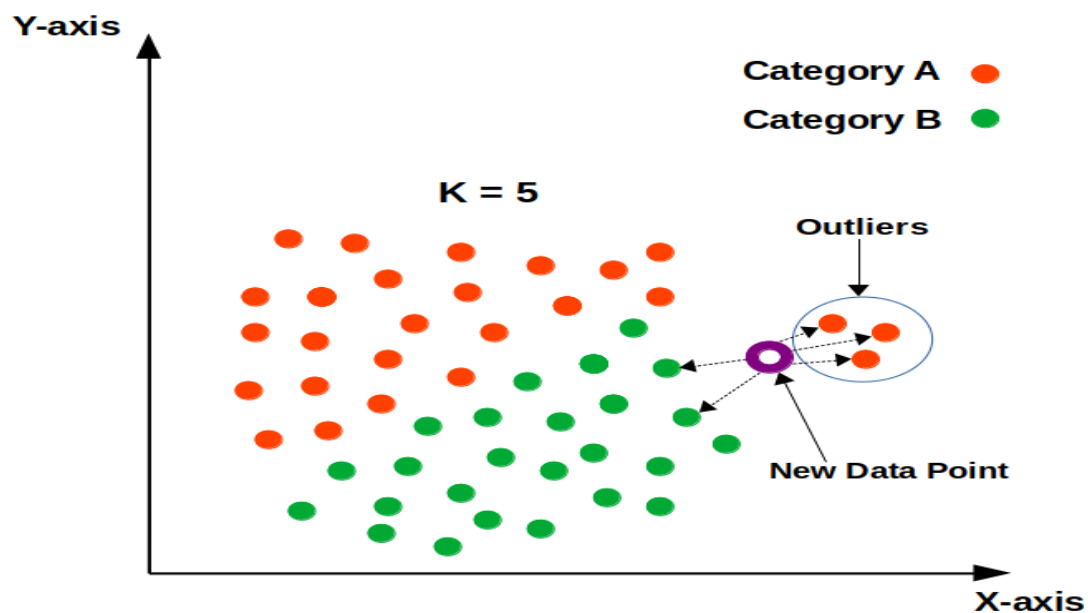 Y-axis
Category A
Category B
K = 5
Outliers
New Data Point
X-axis